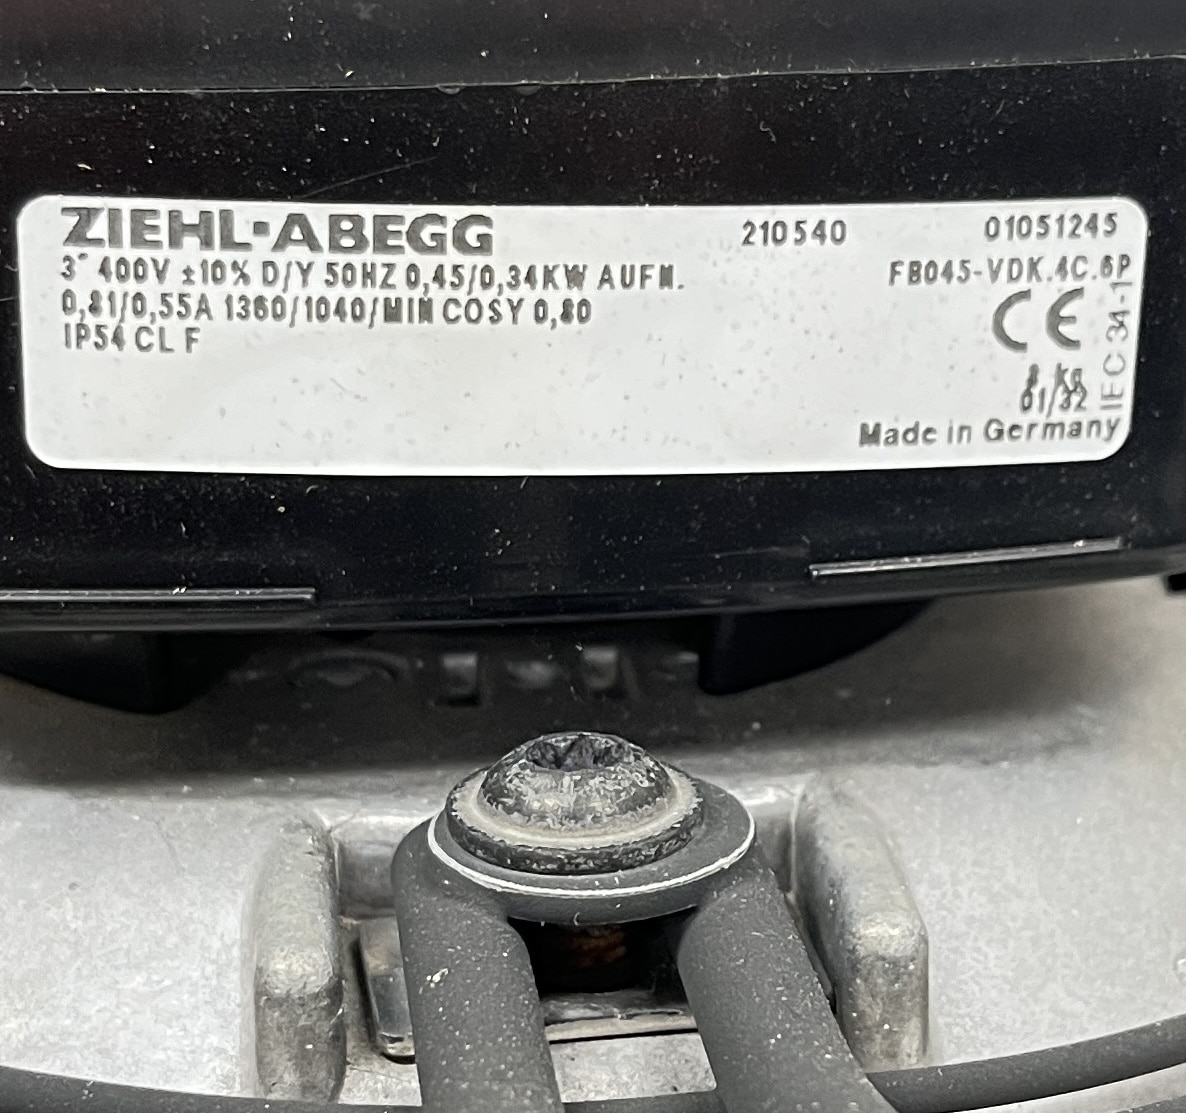 ZIEHL-ABEGG 210540 01051245
3~ 400V ±10% D/Y 50HZ 0,45/0,34KW AUFN. FB045-VDK.4C.6P
0,81/0,55A 1360/1040/MIN COSY 0,80
IP54 CL F
CE
IEC 34-1
8, kg
01/32
Made in Germany